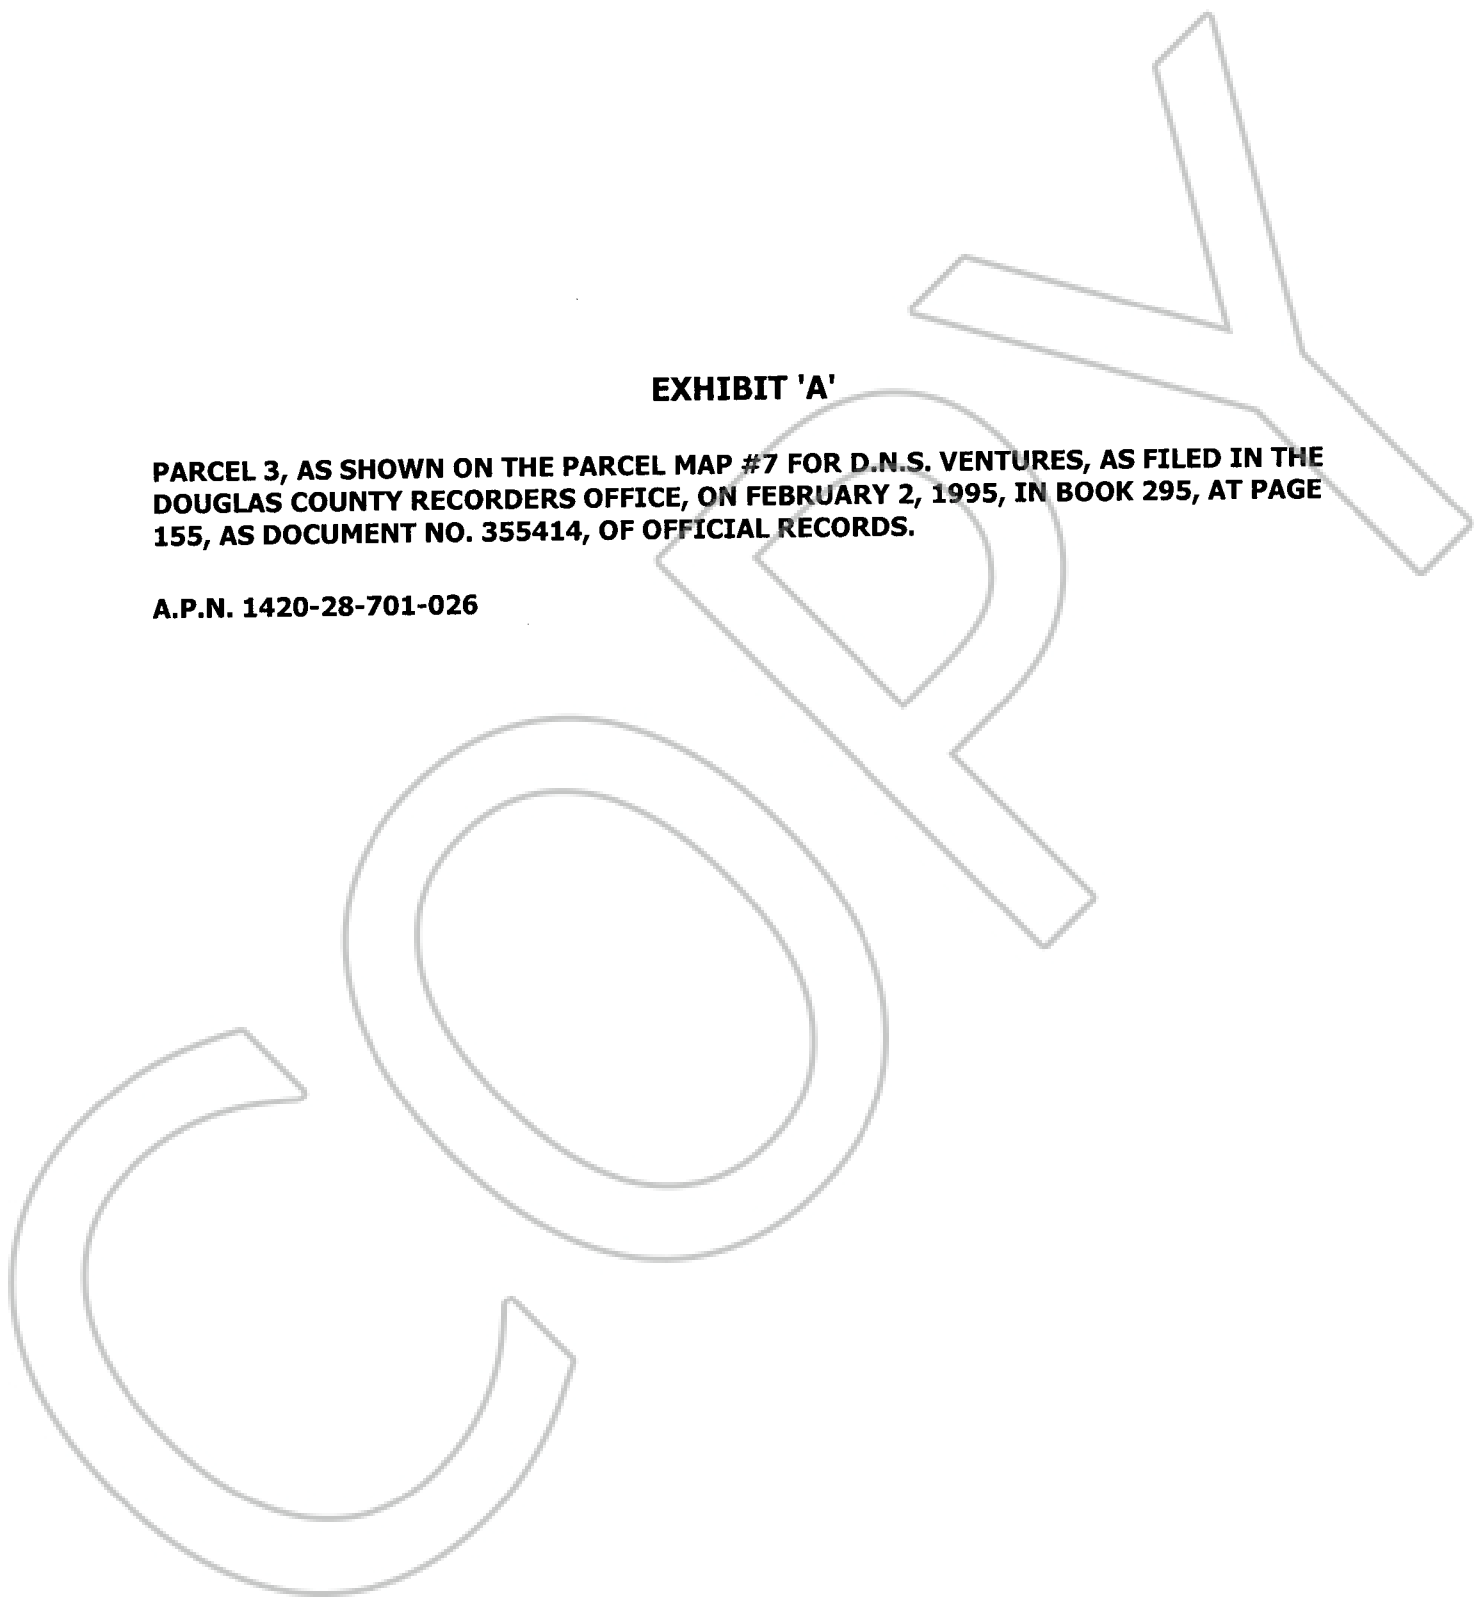 EXHIBIT 'A'
PARCEL 3, AS SHOWN ON THE PARCEL MAP #7 FOR D.N.S. VENTURES, AS FILED IN THE
DOUGLAS COUNTY RECORDERS OFFICE, ON FEBRUARY 2, 1995, IN BOOK 295, AT PAGE
155, AS DOCUMENT NO. 355414, OF OFFICIAL RECORDS.
A.P.N. 1420-28-701-026
COPY